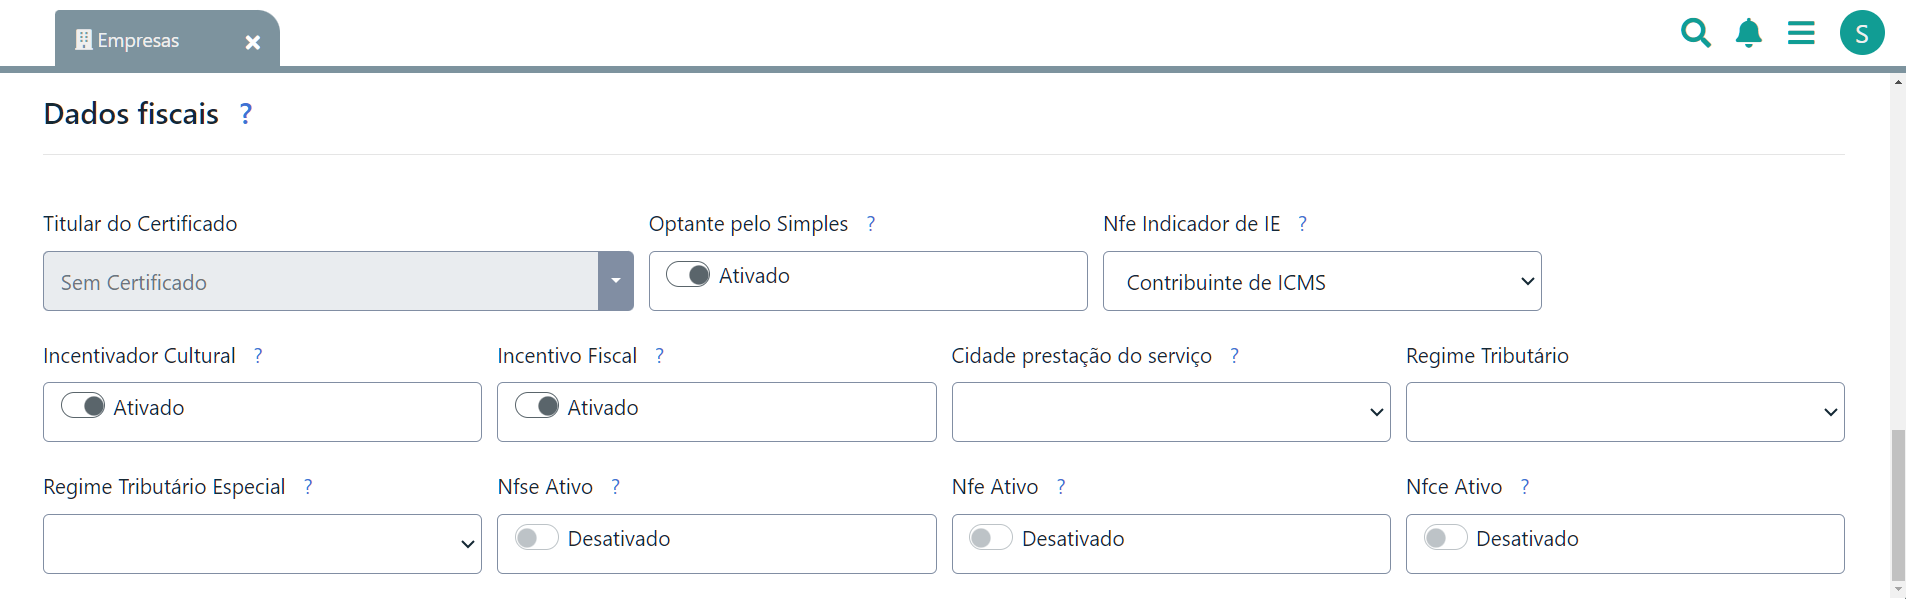 Empresas
S
Dados fiscais ?
Titular do Certificado
Optante pelo Simples ?
Nfe Indicador de IE ?
Sem Certificado
Ativado
Contribuinte de ICMS
Incentivador Cultural ?
Incentivo Fiscal ?
Cidade prestação do serviço ?
Regime Tributário
Ativado
Ativado
Regime Tributário Especial ?
Nfse Ativo ?
Nfe Ativo ?
Nfce Ativo ?
Desativado
Desativado
Desativado